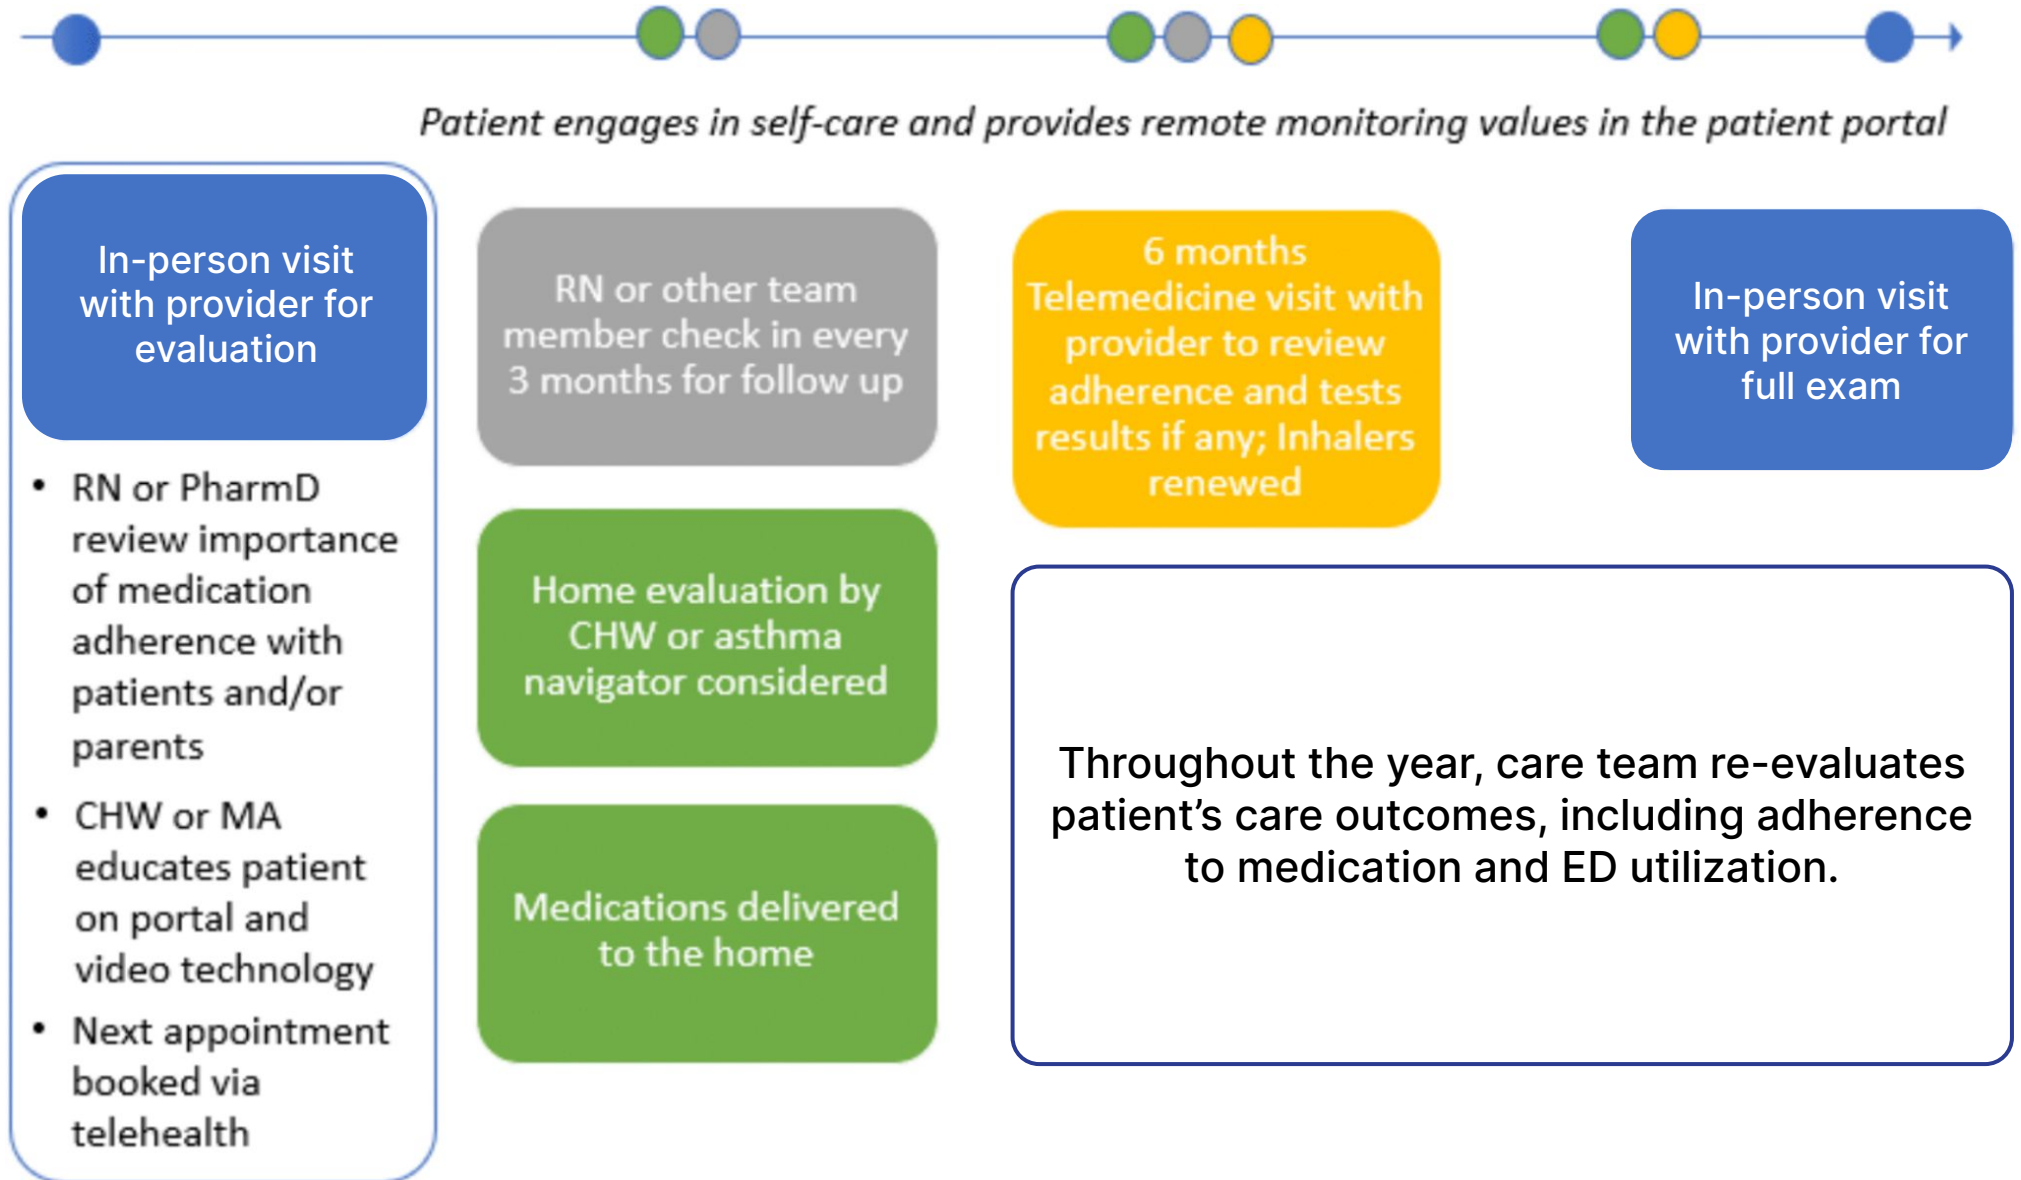 Patient engages in self-care and provides remote monitoring values in the patient portal
In-person visit
with provider for
evaluation
• RN or PharmD
review importance
of medication
adherence with
patients and/or
parents
• CHW or MA
educates patient
on portal and
video technology
• Next appointment
booked via
telehealth
RN or other team
member check in every
3 months for follow up
Home evaluation by
CHW or asthma
navigator considered
Medications delivered
to the home
6 months
Telemedicine visit with
provider to review
adherence and tests
results if any; Inhalers
renewed
In-person visit
with provider for
full exam
Throughout the year, care team re-evaluates
patient’s care outcomes, including adherence
to medication and ED utilization.